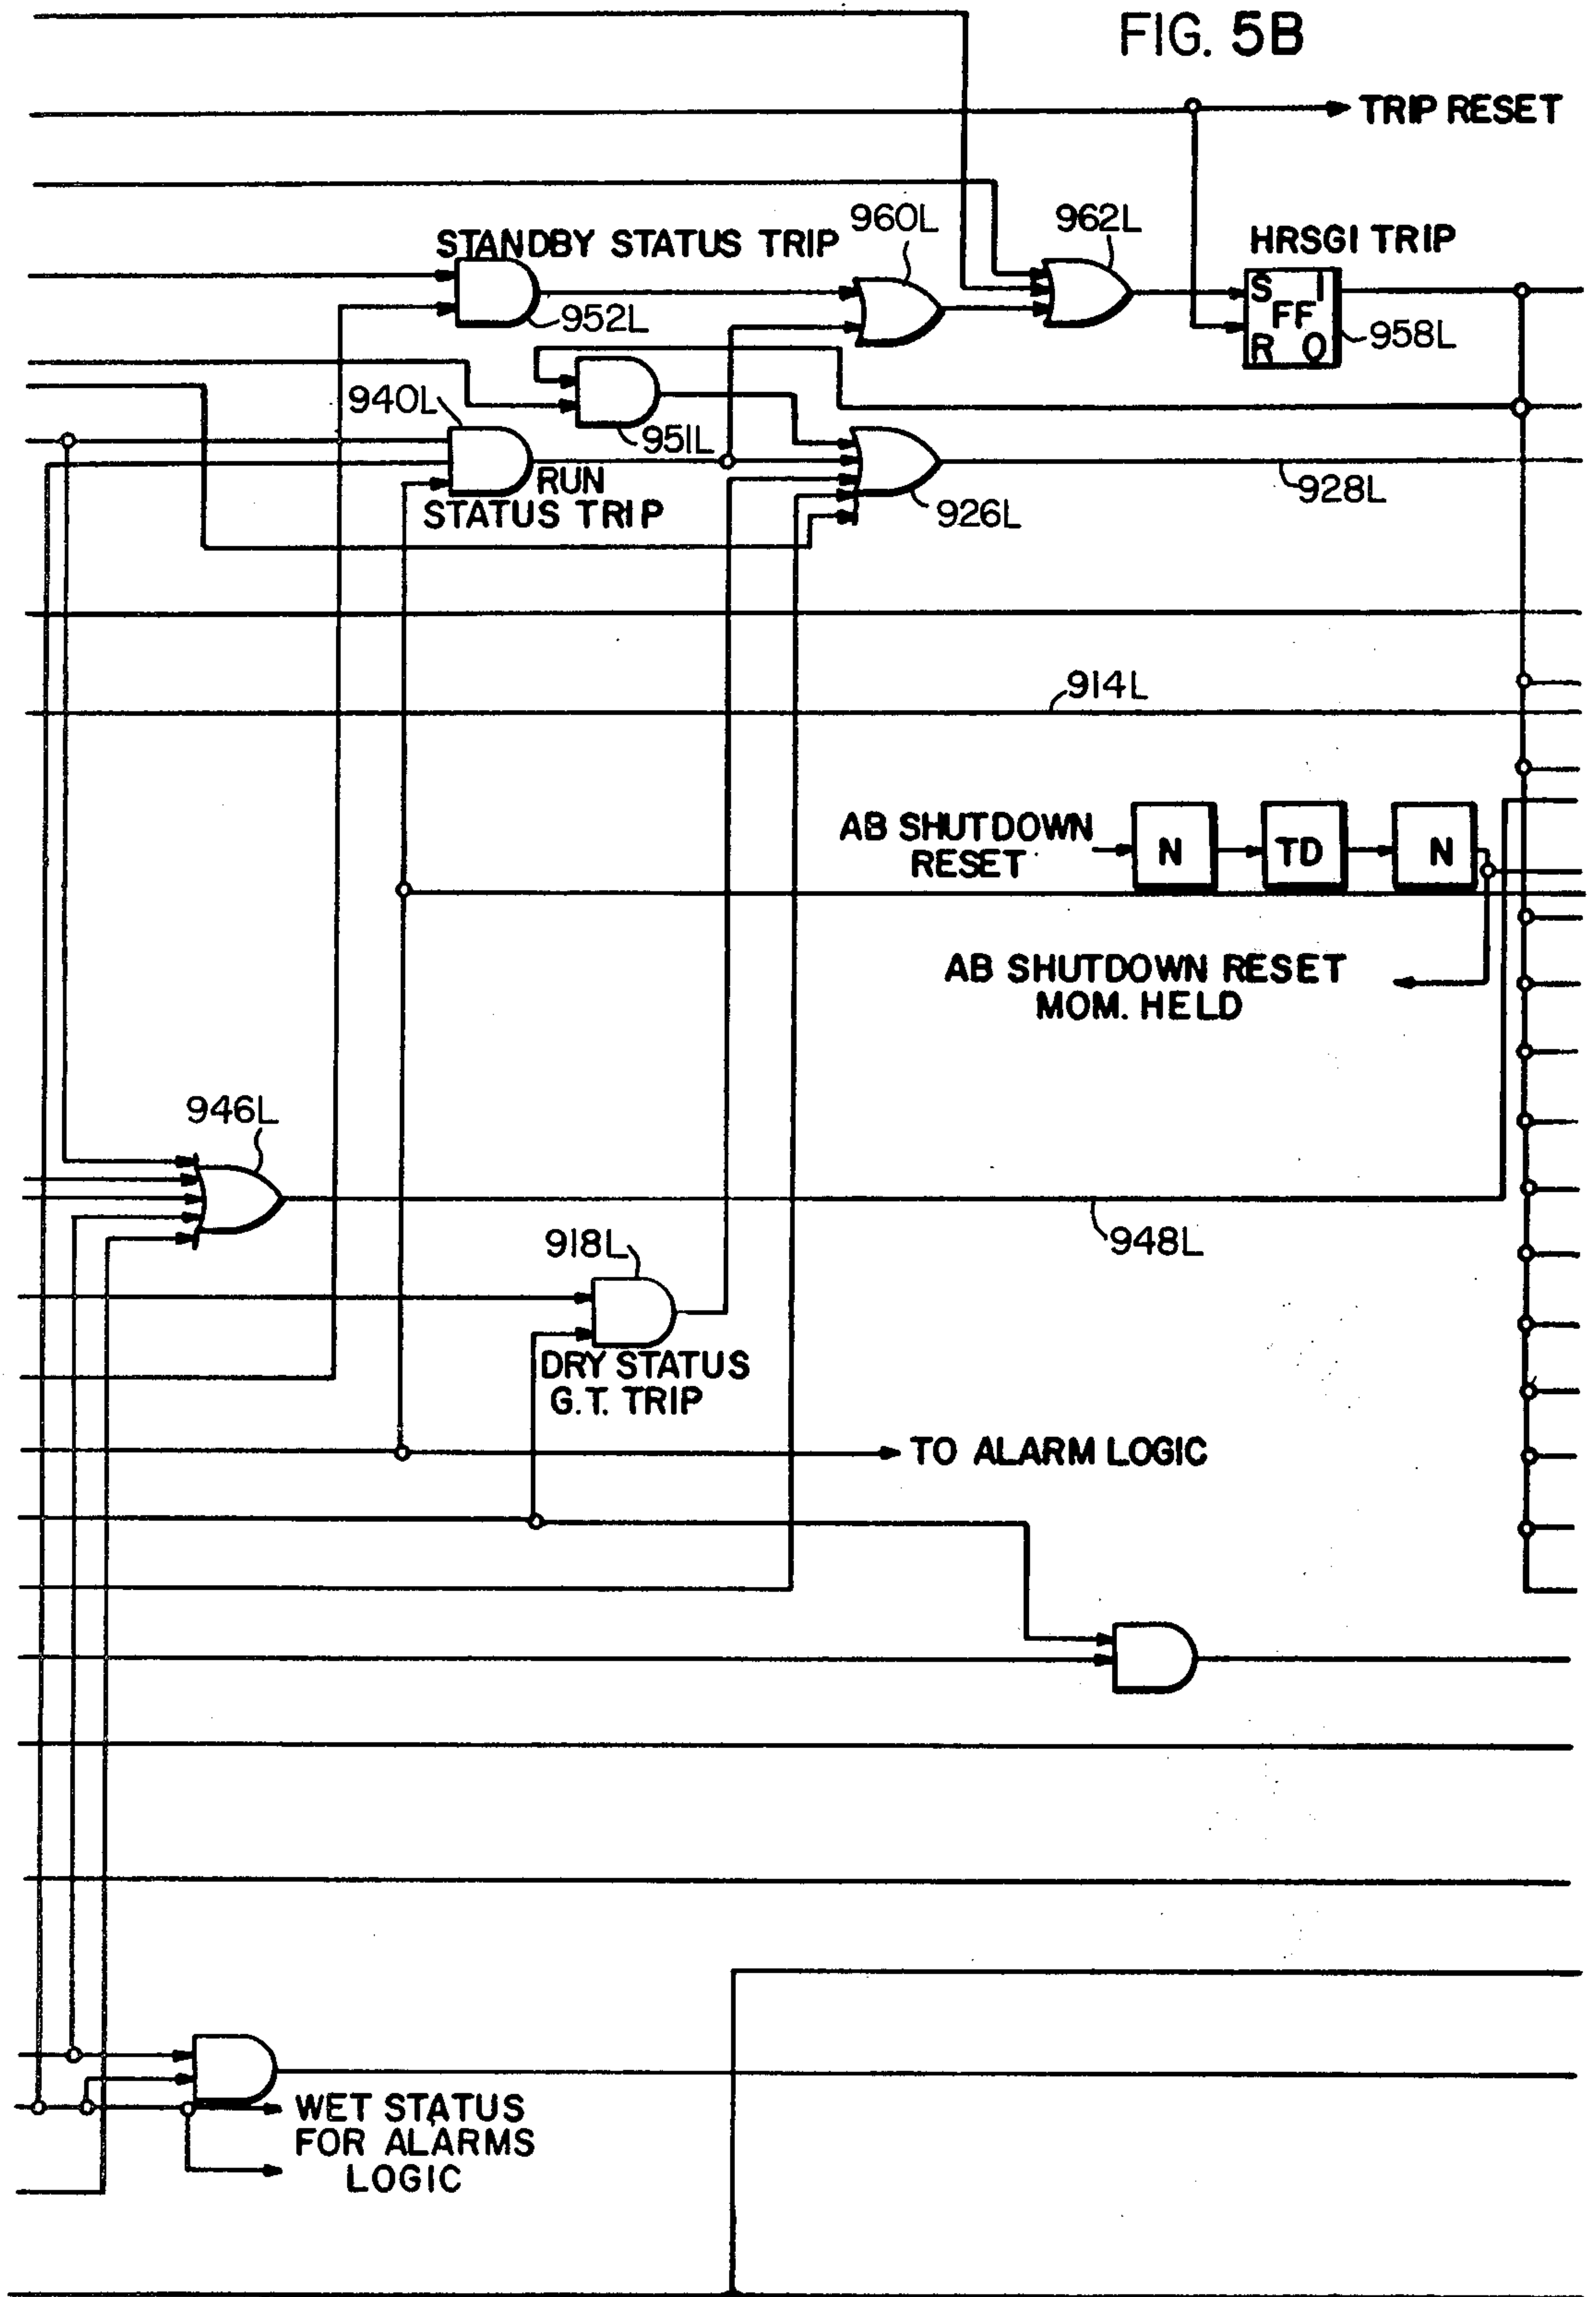 FIG. 5B
TRIP RESET
STANDBY STATUS TRIP
960L
962L
HRSGI TRIP
952L
S I
FF
R O
958L
940L
951L
RUN
STATUS TRIP
926L
928L
914L
AB SHUTDOWN
RESET
N
TD
N
AB SHUTDOWN RESET
MOM. HELD
946L
948L
918L
DRY STATUS
G.T. TRIP
TO ALARM LOGIC
WET STATUS
FOR ALARMS
LOGIC